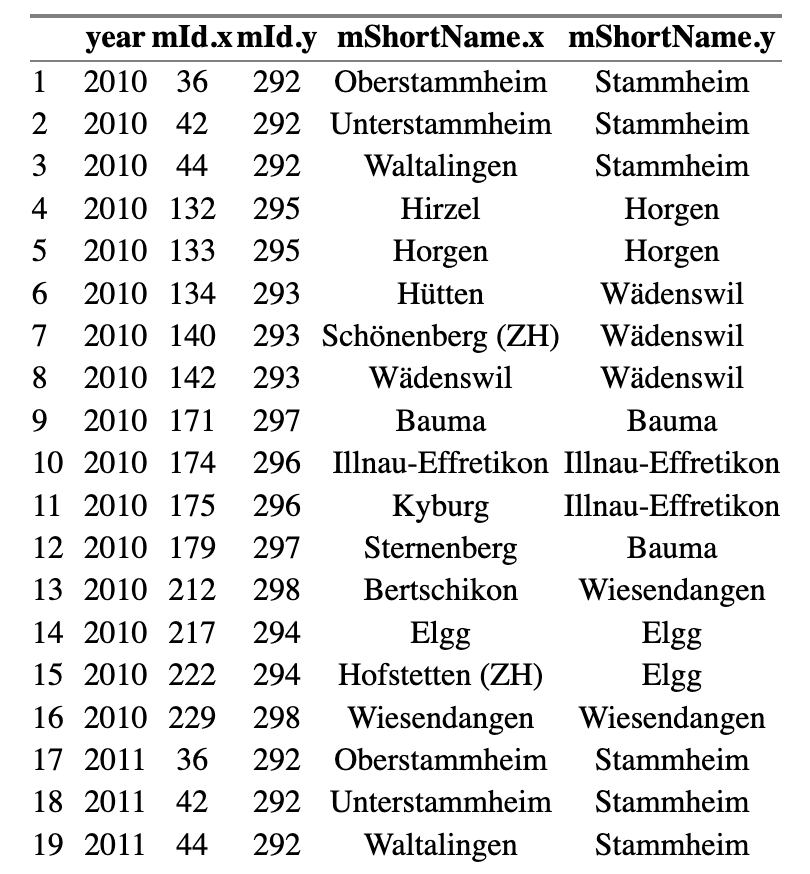 year mId.x mId.y mShortName.x mShortName.y
1 2010 36 292 Oberstammheim Stammheim
2 2010 42 292 Unterstammheim Stammheim
3 2010 44 292 Waltalingen Stammheim
4 2010 132 295 Hirzel Horgen
5 2010 133 295 Horgen Horgen
6 2010 134 293 Hütten Wädenswil
7 2010 140 293 Schönenberg (ZH) Wädenswil
8 2010 142 293 Wädenswil Wädenswil
9 2010 171 297 Bauma Bauma
10 2010 174 296 Illnau-Effretikon Illnau-Effretikon
11 2010 175 296 Kyburg Illnau-Effretikon
12 2010 179 297 Sternenberg Bauma
13 2010 212 298 Bertschikon Wiesendangen
14 2010 217 294 Elgg Elgg
15 2010 222 294 Hofstetten (ZH) Elgg
16 2010 229 298 Wiesendangen Wiesendangen
17 2011 36 292 Oberstammheim Stammheim
18 2011 42 292 Unterstammheim Stammheim
19 2011 44 292 Waltalingen Stammheim